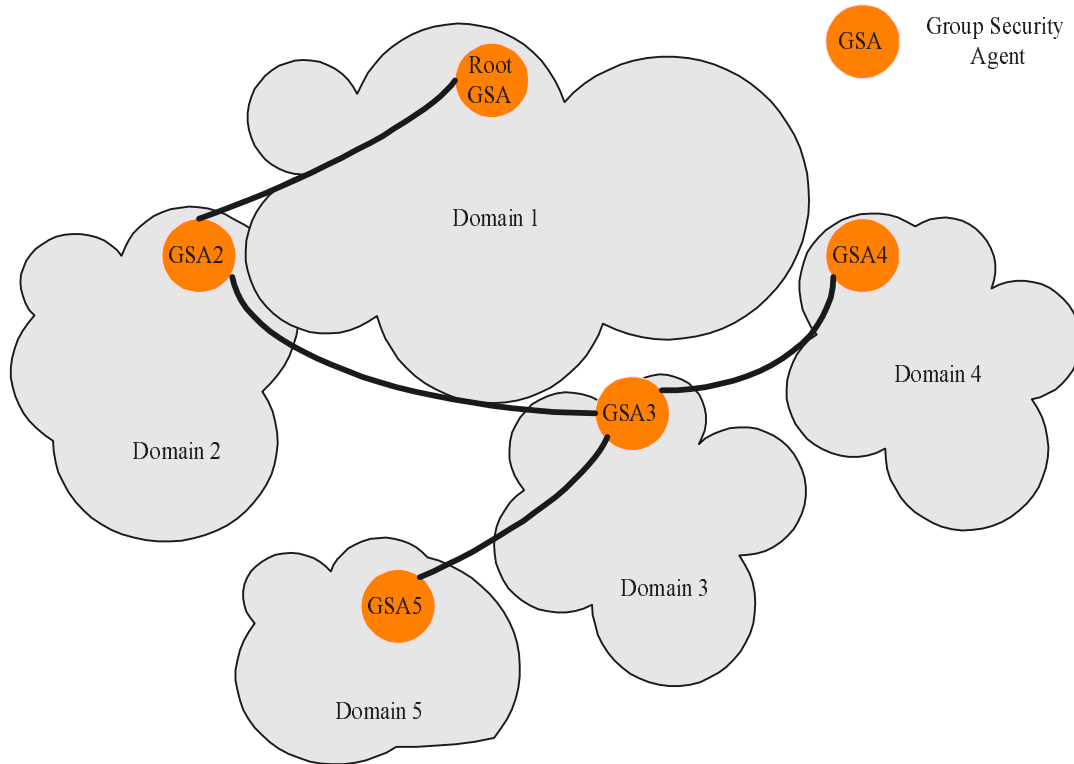 Root
GSA
GSA
Group Security
Agent
Domain 1
GSA2
GSA4
Domain 4
GSA3
Domain 2
Domain 3
GSA5
Domain 5